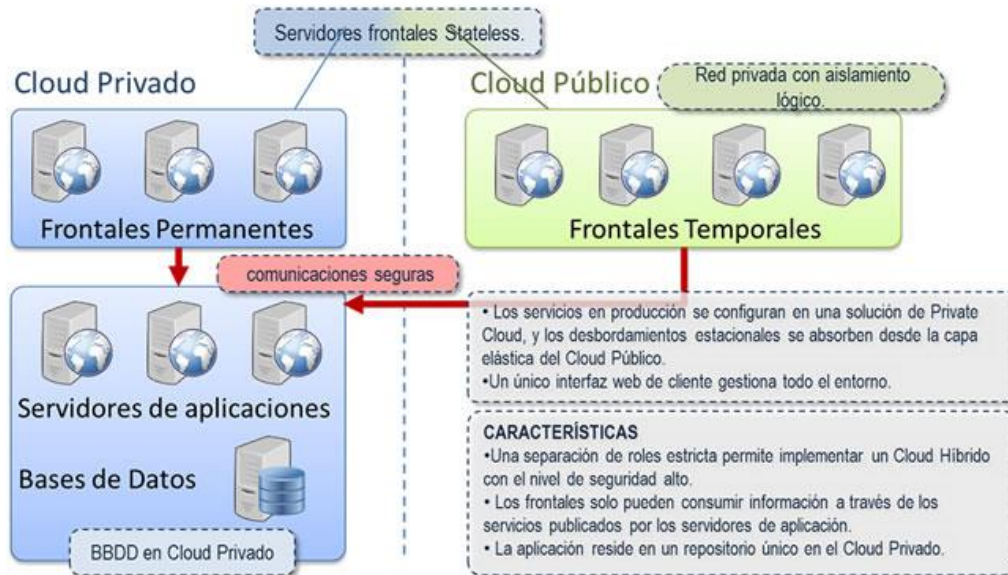 Servidores frontales Stateless.
Cloud Privado
Cloud Público
Red privada con aislamiento
lógico.
Frontales Permanentes
Frontales Temporales
comunicaciones seguras
Servidores de aplicaciones
Bases de Datos
BBDD en Cloud Privado
• Los servicios en producción se configuran en una solución de Private
Cloud, y los desbordamientos estacionales se absorben desde la capa
elástica del Cloud Público.
•Un único interfaz web de cliente gestiona todo el entorno.
CARACTERÍSTICAS
•Una separación de roles estricta permite implementar un Cloud Híbrido
con el nivel de seguridad alto.
• Los frontales solo pueden consumir información a través de los
servicios publicados por los servidores de aplicación.
• La aplicación reside en un repositorio único en el Cloud Privado.